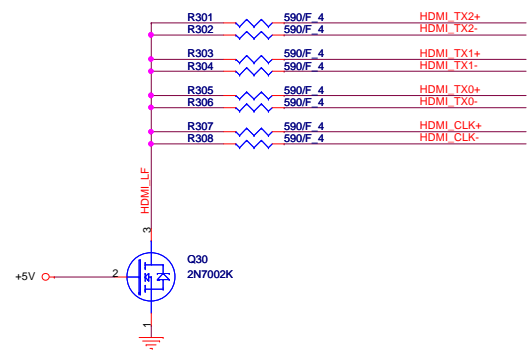 R301 590/F_4 HDMI_TX2+
R302 590/F_4 HDMI_TX2-
R303 590/F_4 HDMI_TX1+
R304 590/F_4 HDMI_TX1-
R305 590/F_4 HDMI_TX0+
R306 590/F_4 HDMI_TX0-
R307 590/F_4 HDMI_CLK+
R308 590/F_4 HDMI_CLK-
HDMI_LF
3
Q30
+5V 2 2N7002K
1